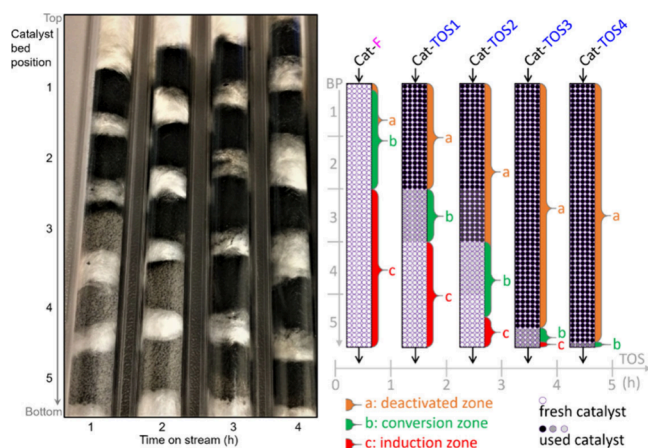 Top
Catalyst
bed
position
1
2
3
4
5
Bottom
1 2 3 4
Time on stream (h)
Cat-F
Cat-TOS1
Cat-TOS2
Cat-TOS3
Cat-TOS4
BP
1
2
3
4
5
a
b
c
a
b
c
a
b
c
a
b
c
a
b
TOS
0 1 2 3 4 5 (h)
a: deactivated zone
b: conversion zone
c: induction zone
fresh catalyst
used catalyst